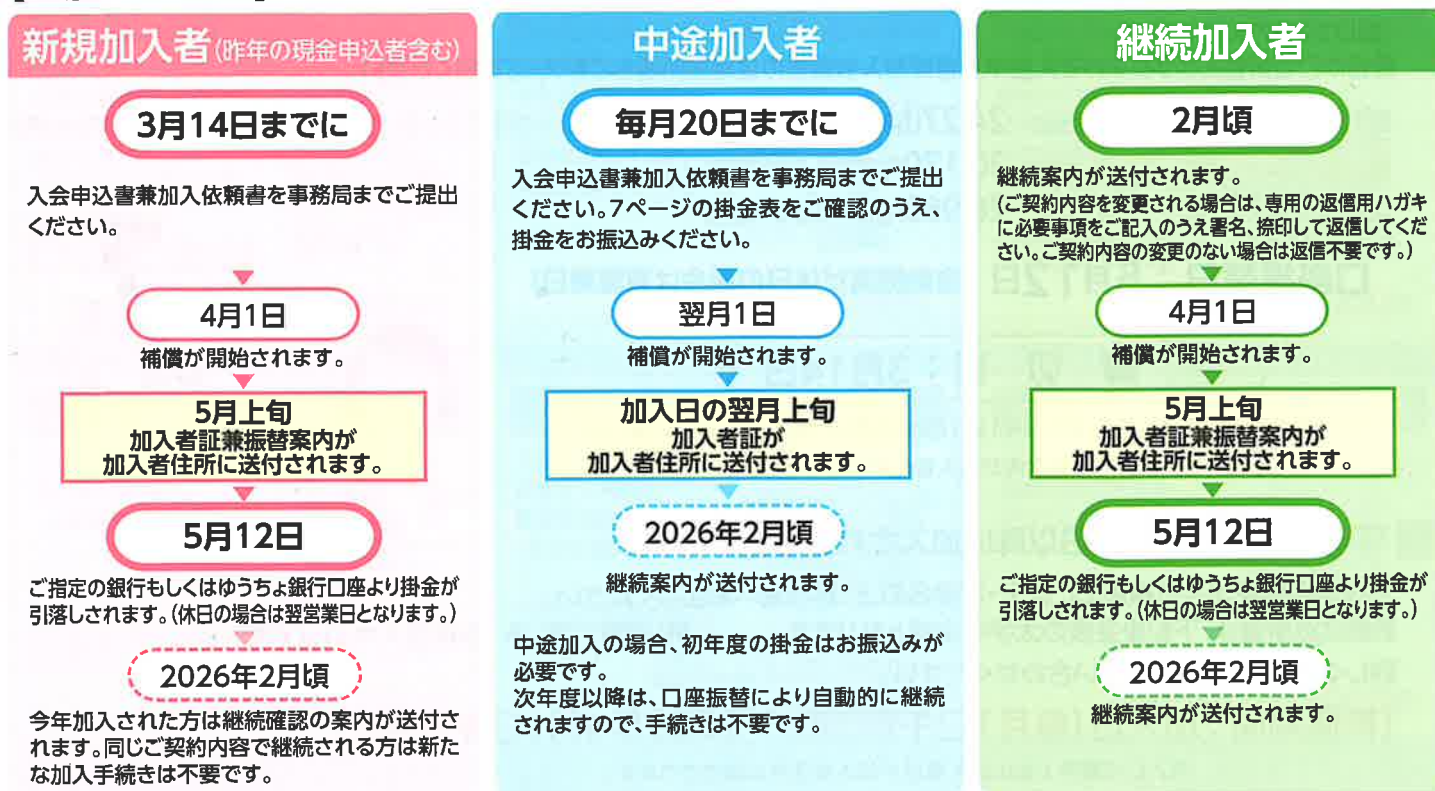 新規加入者(昨年の現金申込者含む)
3月14日までに
入会申込書兼加入依頼書を事務局までご提出
ください。
4月1日
補償が開始されます。
5月上旬
加入者証兼振替案内が
加入者住所に送付されます。
5月12日
ご指定の銀行もしくはゆうちょ銀行口座より掛金が
引落しされます。(休日の場合は翌営業日となります。)
2026年2月頃
今年加入された方は継続確認の案内が送付さ
れます。同じご契約内容で継続される方は新た
な加入手続きは不要です。
中途加入者
毎月20日までに
入会申込書兼加入依頼書を事務局までご提出
ください。7ページの掛金表をご確認のうえ、
掛金をお振込みください。
翌月1日
補償が開始されます。
加入日の翌月上旬
加入者証が
加入者住所に送付されます。
2026年2月頃
継続案内が送付されます。
中途加入の場合、初年度の掛金はお振込みが
必要です。
次年度以降は、口座振替により自動的に継続
されますので、手続きは不要です。
継続加入者
2月頃
継続案内が送付されます。
(ご契約内容を変更される場合は、専用の返信用ハガキ
に必要事項をご記入のうえ署名、捺印して返信してくだ
さい。ご契約内容の変更のない場合は返信不要です。)
4月1日
補償が開始されます。
5月上旬
加入者証兼振替案内が
加入者住所に送付されます。
5月12日
ご指定の銀行もしくはゆうちょ銀行口座より掛金が
引落しされます。(休日の場合は翌営業日となります。)
2026年2月頃
継続案内が送付されます。